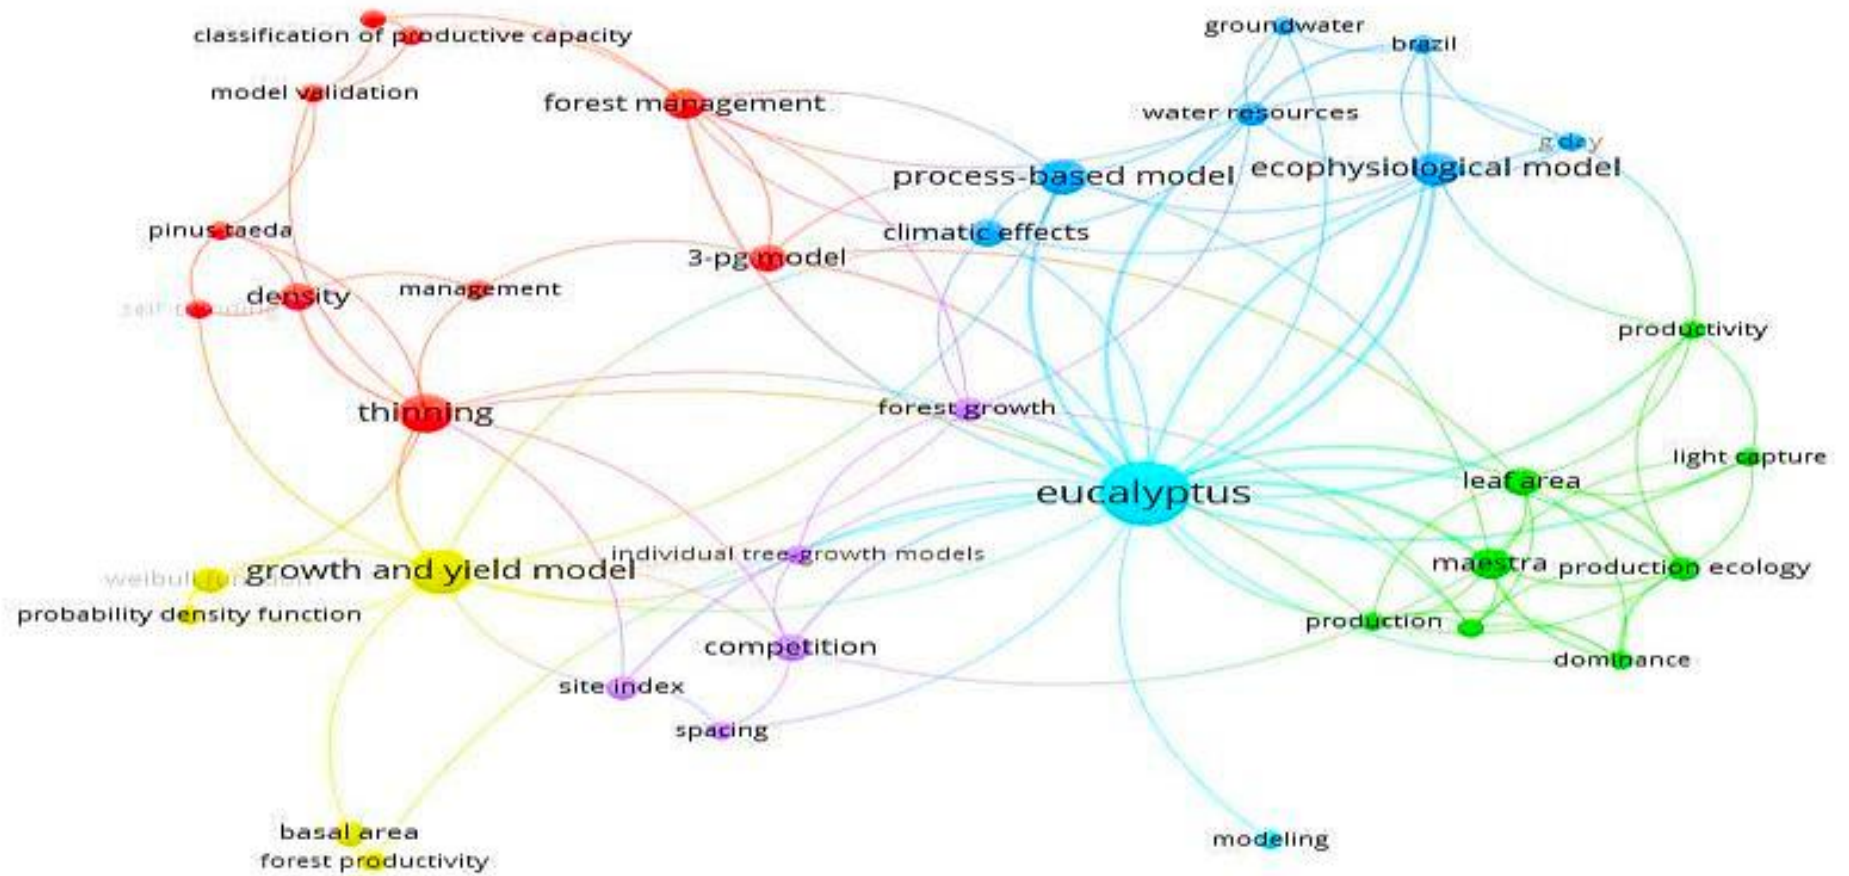 groundwater
classification of productive capacity
brazil
model validation
forest management
water resources
g'day
process-based model
ecophysiological model
pinus taeda
climatic effects
3-pg model
density
management
productivity
thinning
forest growth
light capture
leaf area
eucalyptus
individual tree-growth models
maestra
production ecology
growth and yield model
weibull function
probability density function
production
competition
dominance
site index
spacing
basal area
modeling
forest productivity